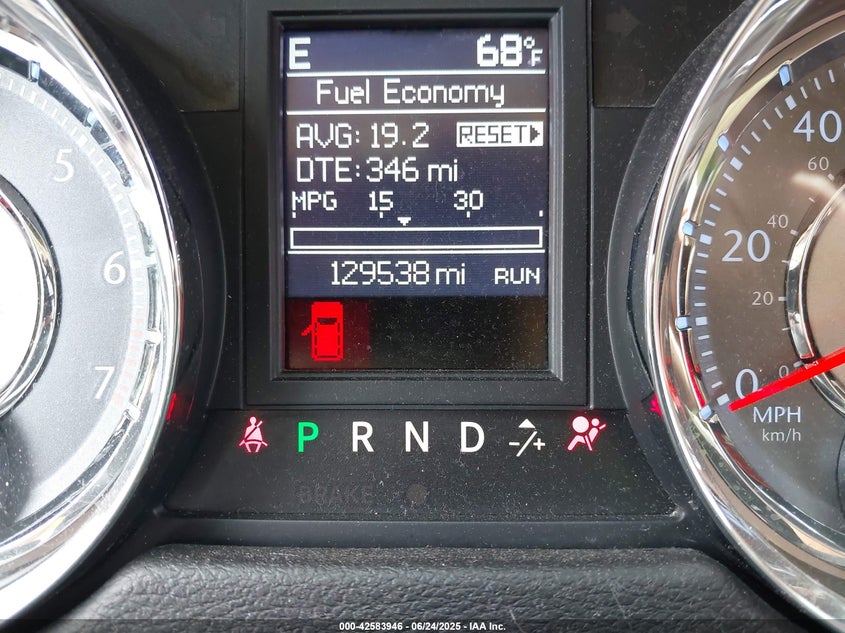 E 68°F
Fuel Economy
AVG: 19.2 RESET
DTE: 346 mi
MPG 15 30
129538 mi RUN
5
6
7
40
60
40
20
20
0
0
MPH
km/h
P R N D -/+
BRAKE
000-42583946 - 06/24/2025 - IAA Inc.